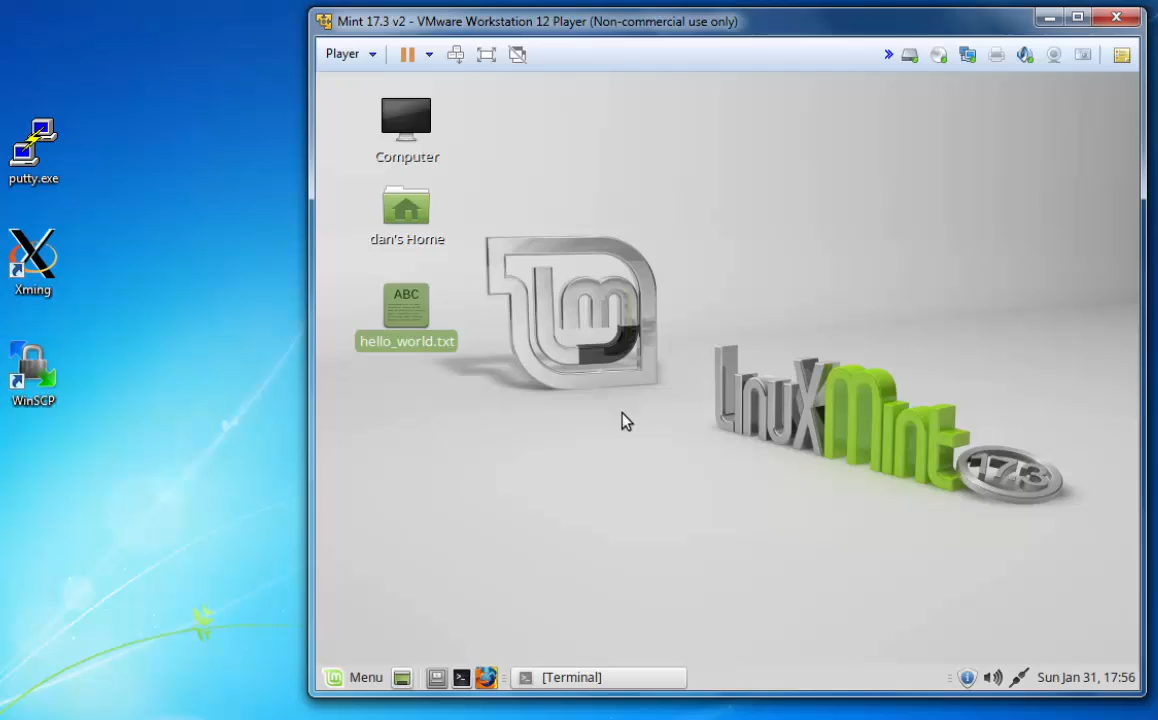 Mint 17.3 v2 - VMware Workstation 12 Player (Non-commercial use only)
Player
putty.exe
Xming
WinSCP
Computer
dan's Home
ABC
hello_world.txt
LinuxMint
17.3
Menu
[Terminal]
Sun Jan 31, 17:56